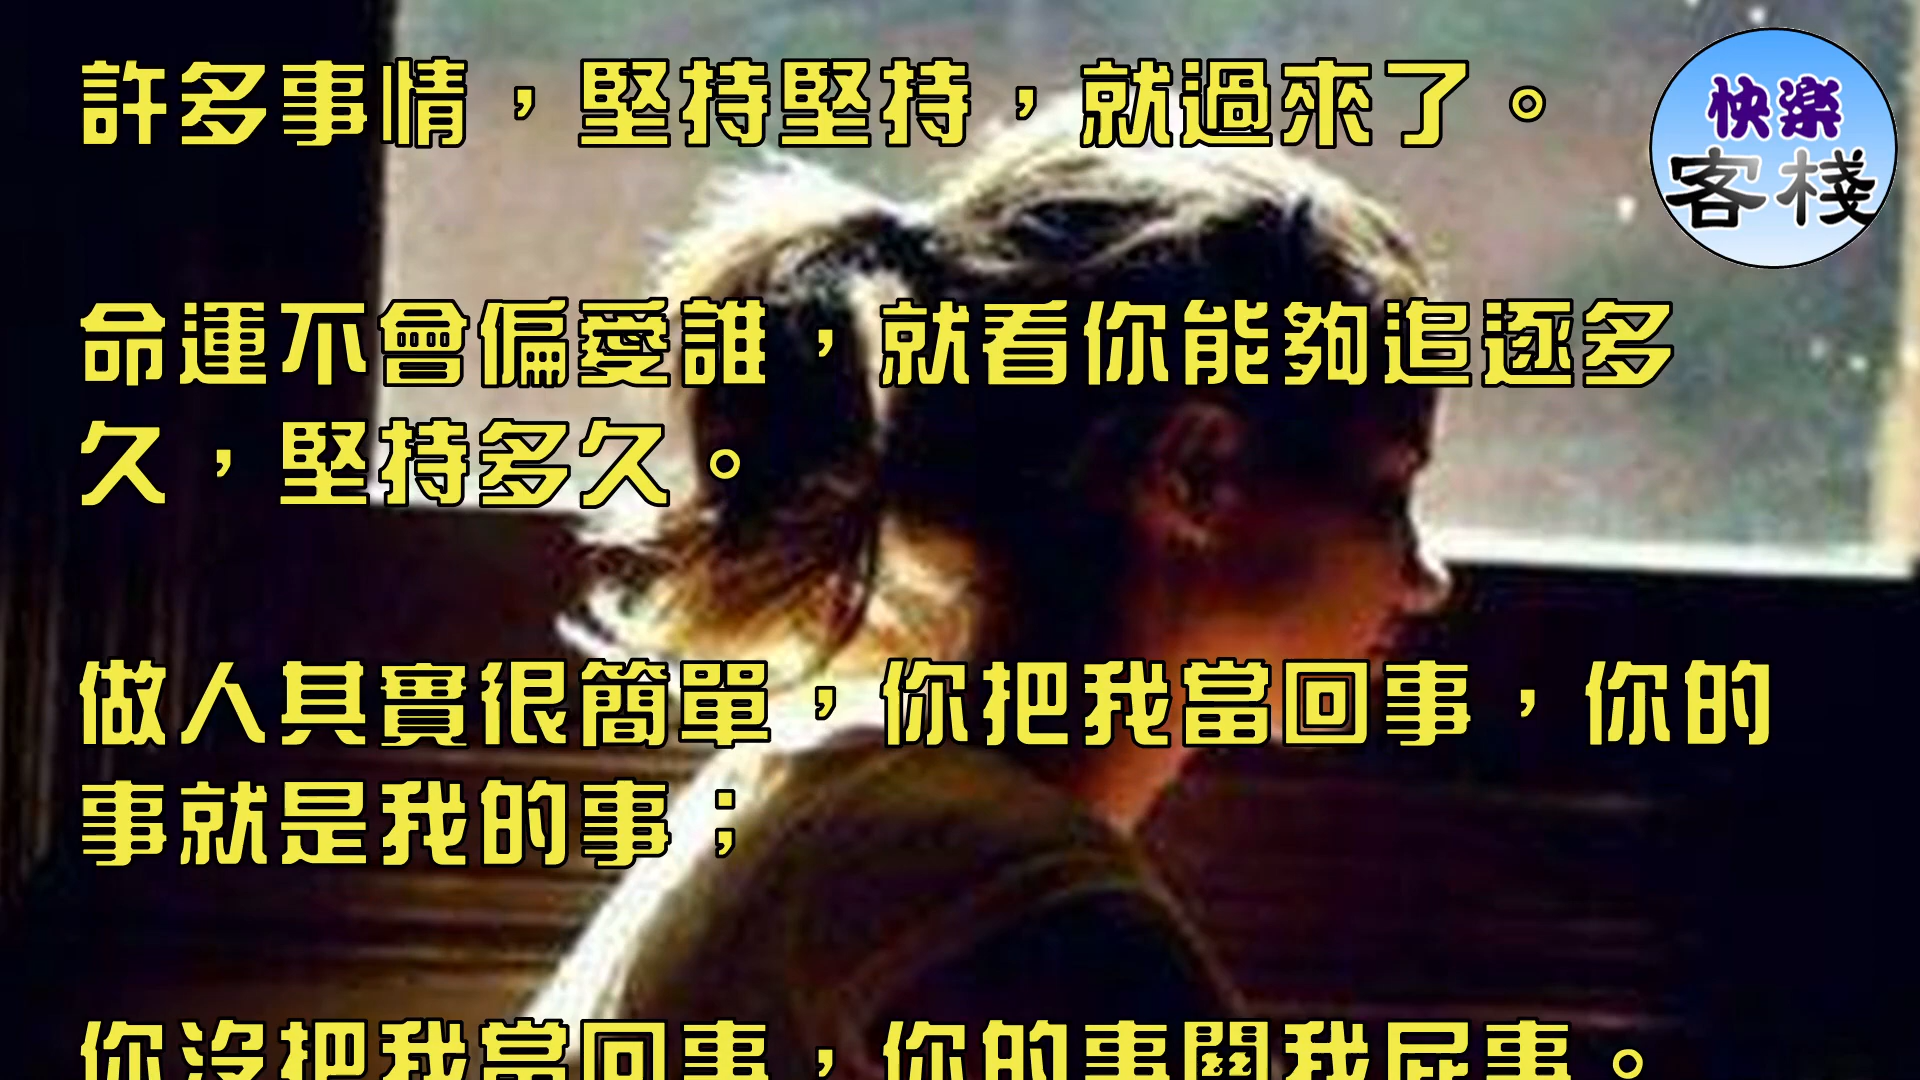 許多事情，堅持堅持，就過來了。
快樂
客棧
命運不會偏愛誰，就看你能夠追逐多
久，堅持多久。
做人其實很簡單，你把我當回事，你的
事就是我的事；
你沒把我當回事，你的事關我屁事。